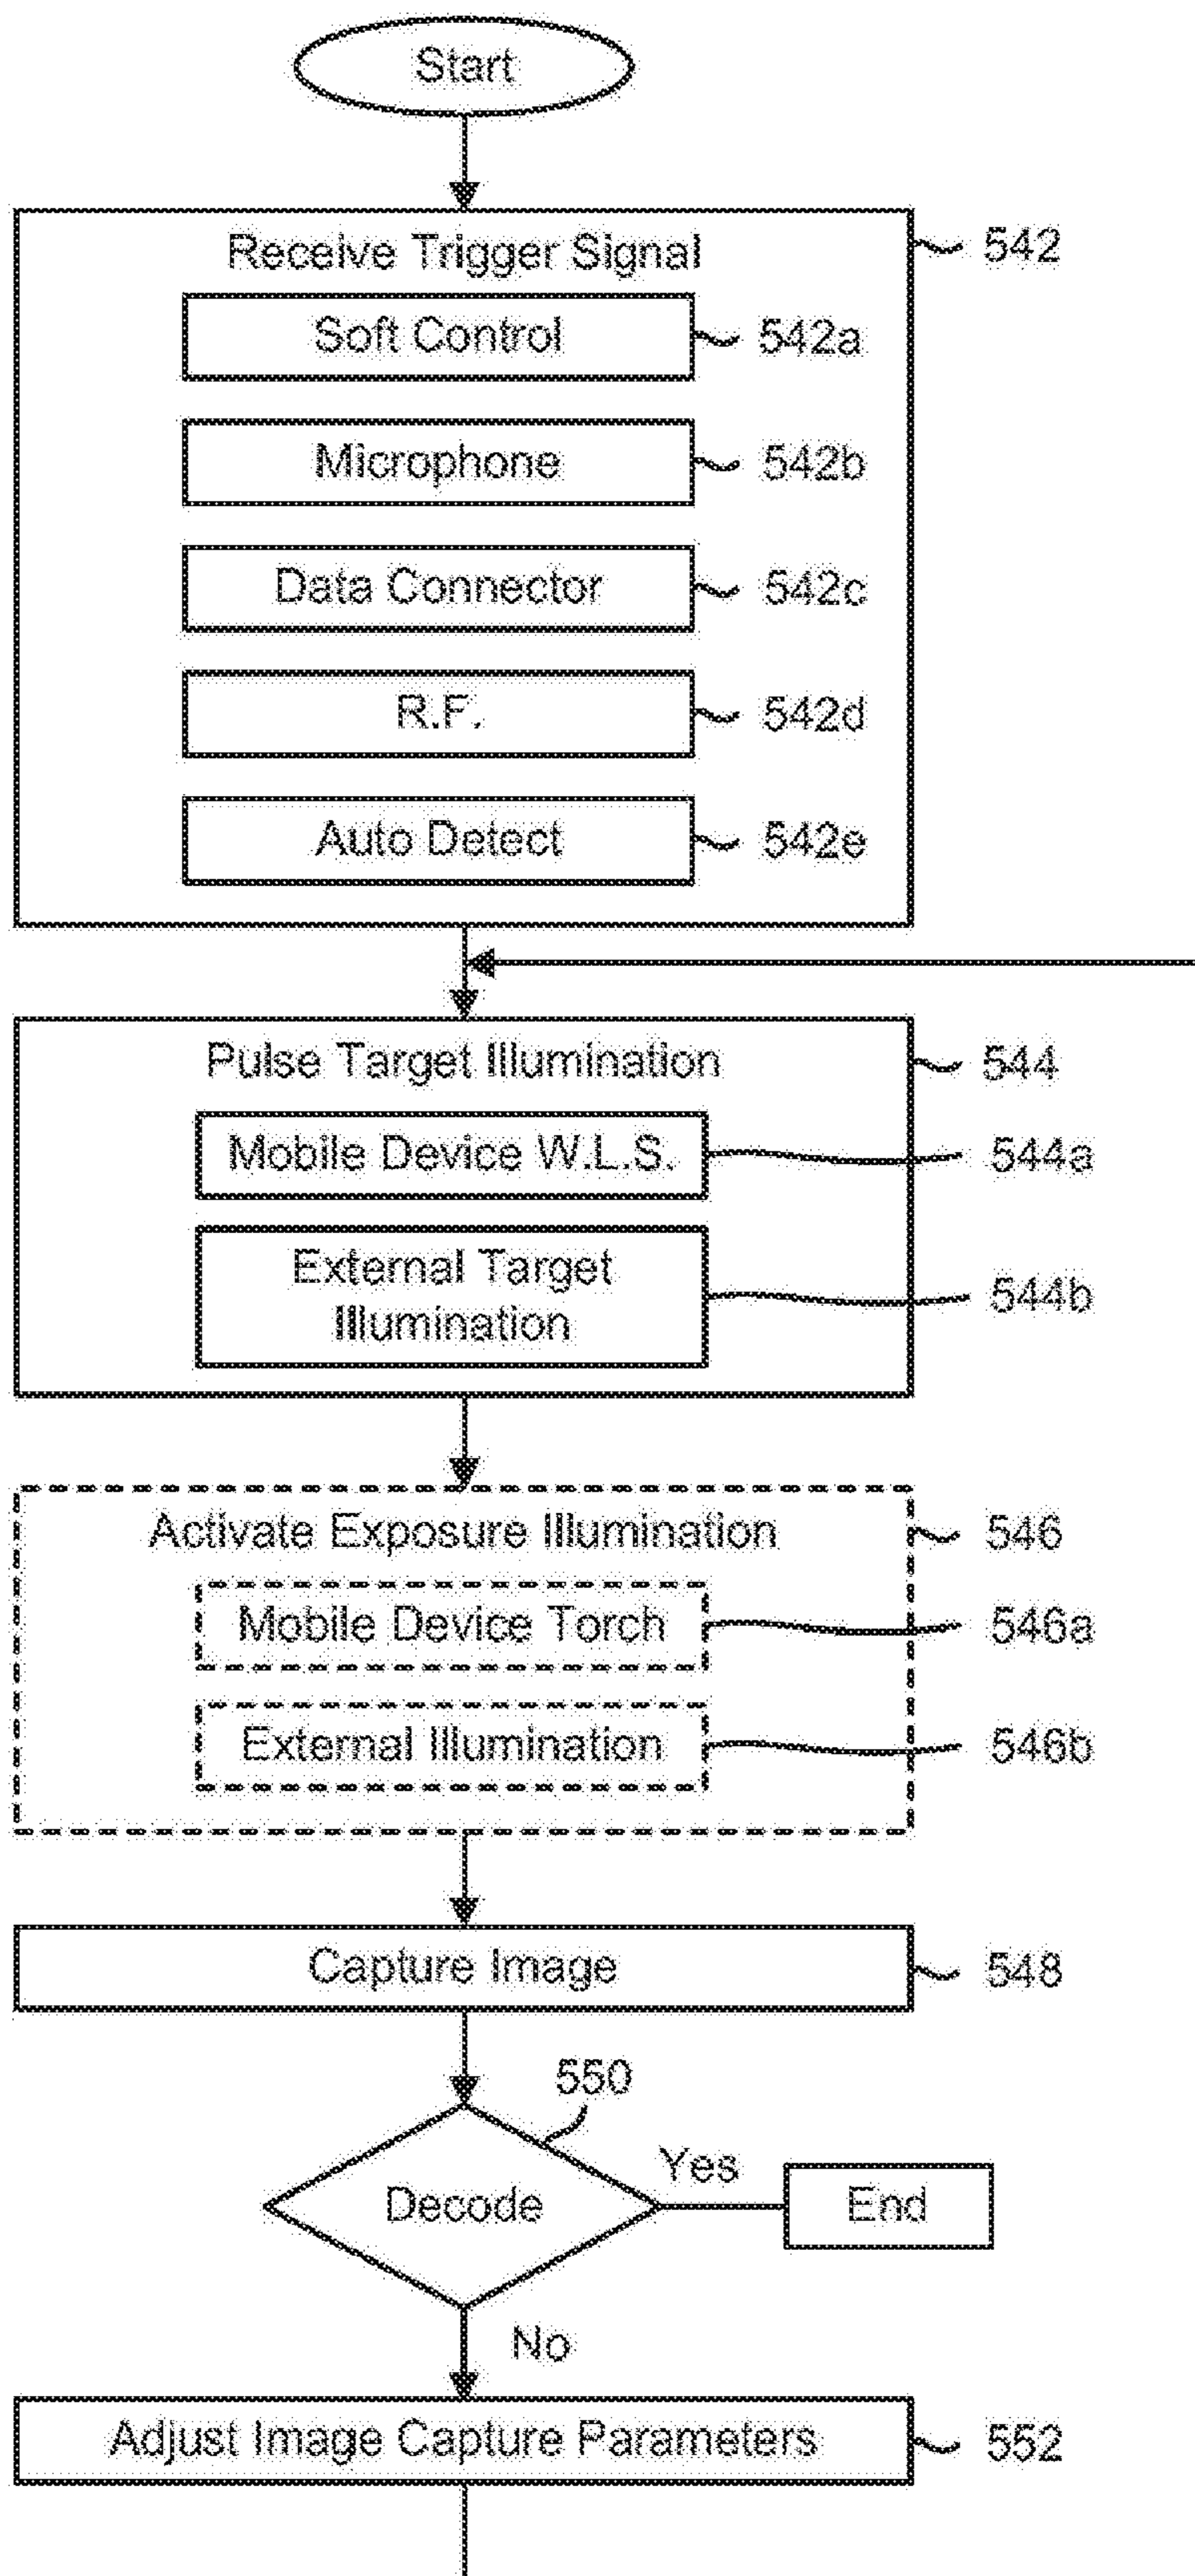 Start
Receive Trigger Signal
542
Soft Control
542a
Microphone
542b
Data Connector
542c
R.F.
542d
Auto Detect
542e
Pulse Target Illumination
544
Mobile Device W.L.S.
544a
External Target
Illumination
544b
Activate Exposure Illumination
546
Mobile Device Torch
546a
External Illumination
546b
Capture Image
548
550
Decode
Yes
End
No
Adjust Image Capture Parameters
552